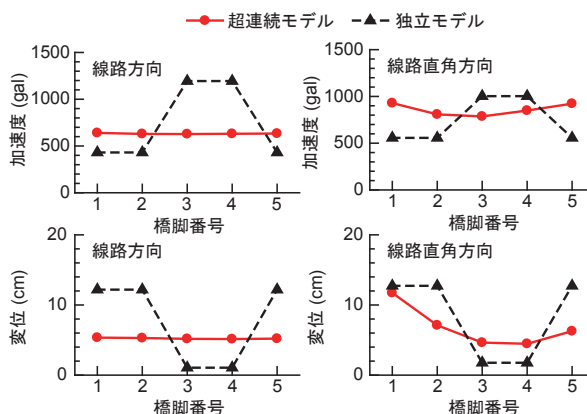 超連続モデル 独立モデル
1500
1000
500
0
加速度 (gal)
線路方向
1 2 3 4 5
橋脚番号
1500
1000
500
0
加速度 (gal)
線路直角方向
1 2 3 4 5
橋脚番号
20
10
0
変位 (cm)
線路方向
1 2 3 4 5
橋脚番号
20
10
0
変位 (cm)
線路直角方向
1 2 3 4 5
橋脚番号